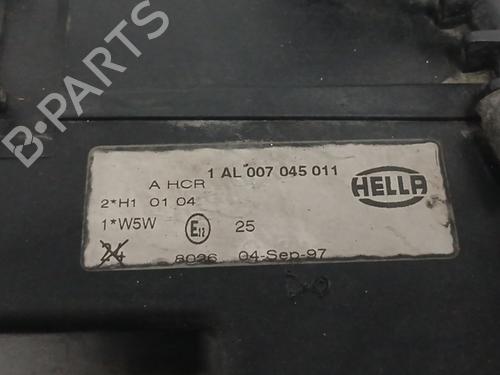 B-PARTS
1 AL 007 045 011
A HCR
HELLA
2*H1 01 04
1*W5W
E11
25
24
8026 04-Sep-97